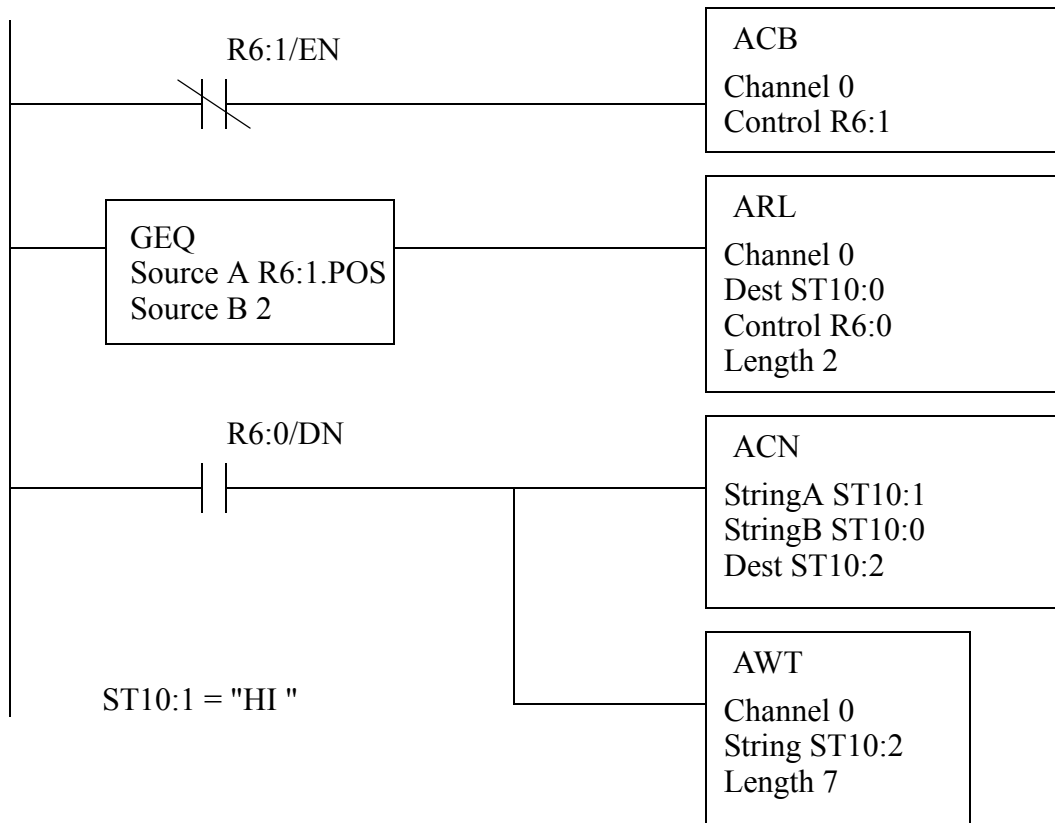 R6:1/EN
ACB
Channel 0
Control R6:1
GEQ
Source A R6:1.POS
Source B 2
ARL
Channel 0
Dest ST10:0
Control R6:0
Length 2
R6:0/DN
ACN
StringA ST10:1
StringB ST10:0
Dest ST10:2
ST10:1 = "HI "
AWT
Channel 0
String ST10:2
Length 7